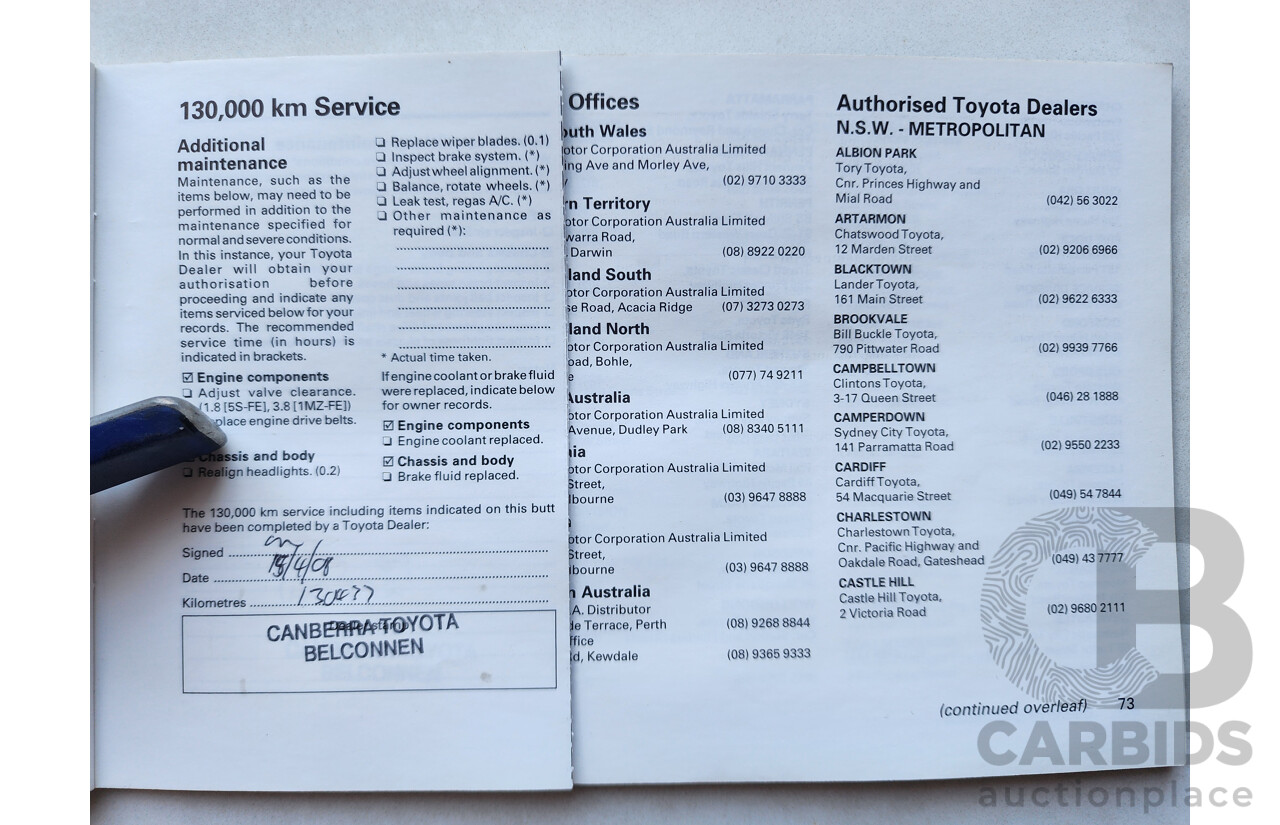 130,000 km Service
Additional
maintenance
Maintenance, such as the
items below, may need to be
performed in addition to the
maintenance specified for
normal and severe conditions.
In this instance, your Toyota
Dealer will obtain your
authorisation before
proceeding and indicate any
items serviced below for your
records. The recommended
service time (in hours) is
indicated in brackets.
☑ Engine components
❏ Adjust valve clearance.
(1.8 [5S-FE], 3.8 [1MZ-FE])
place engine drive belts.
Chassis and body
❏ Realign headlights. (0.2)
❏ Replace wiper blades. (0.1)
❏ Inspect brake system. (*)
❏ Adjust wheel alignment. (*)
❏ Balance, rotate wheels. (*)
❏ Leak test, regas A/C. (*)
❏ Other maintenance as
required (*):
* Actual time taken.
If engine coolant or brake fluid
were replaced, indicate below
for owner records.
☑ Engine components
❏ Engine coolant replaced.
☑ Chassis and body
❏ Brake fluid replaced.
The 130,000 km service including items indicated on this butt
have been completed by a Toyota Dealer:
Signed
Date /4/08
Kilometres
Dealer stamp
CANBERRA TOYOTA
BELCONNEN
Offices
outh Wales
otor Corporation Australia Limited
ing Ave and Morley Ave,
(02) 9710 3333
rn Territory
otor Corporation Australia Limited
warra Road,
Darwin (08) 8922 0220
land South
otor Corporation Australia Limited
se Road, Acacia Ridge (07) 3273 0273
land North
otor Corporation Australia Limited
oad, Bohle,
e (077) 74 9211
Australia
otor Corporation Australia Limited
Avenue, Dudley Park (08) 8340 5111
ia
otor Corporation Australia Limited
Street,
lbourne (03) 9647 8888
otor Corporation Australia Limited
Street,
lbourne (03) 9647 8888
n Australia
.A. Distributor
de Terrace, Perth (08) 9268 8844
ffice
d, Kewdale (08) 9365 9333
Authorised Toyota Dealers
N.S.W. - METROPOLITAN
ALBION PARK
Tory Toyota,
Cnr. Princes Highway and
Mial Road (042) 56 3022
ARTARMON
Chatswood Toyota,
12 Marden Street (02) 9206 6966
BLACKTOWN
Lander Toyota,
161 Main Street (02) 9622 6333
BROOKVALE
Bill Buckle Toyota,
790 Pittwater Road (02) 9939 7766
CAMPBELLTOWN
Clintons Toyota,
3-17 Queen Street (046) 28 1888
CAMPERDOWN
Sydney City Toyota,
141 Parramatta Road (02) 9550 2233
CARDIFF
Cardiff Toyota,
54 Macquarie Street (049) 54 7844
CHARLESTOWN
Charlestown Toyota,
Cnr. Pacific Highway and
Oakdale Road, Gateshead (049) 43 7777
CASTLE HILL
Castle Hill Toyota,
2 Victoria Road (02) 9680 2111
(continued overleaf) 73
CARBIDS
auctionplace